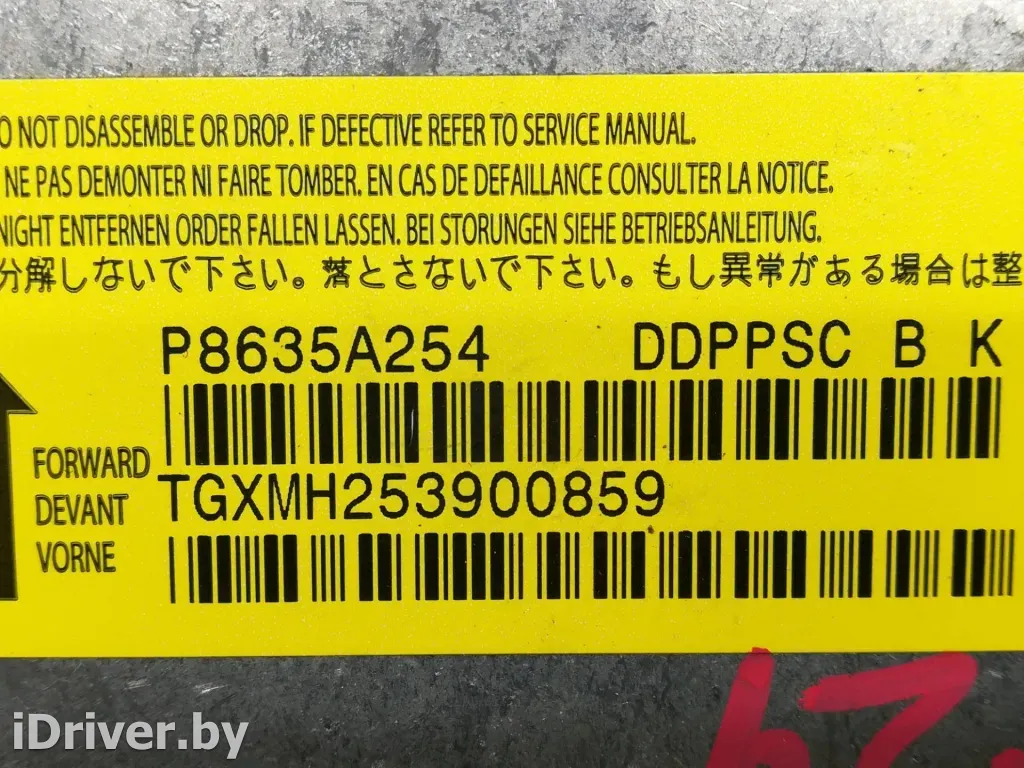 O NOT DISASSEMBLE OR DROP. IF DEFECTIVE REFER TO SERVICE MANUAL.
NE PAS DEMONTER NI FAIRE TOMBER. EN CAS DE DEFAILLANCE CONSULTER LA NOTICE.
NIGHT ENTFERNEN ORDER FALLEN LASSEN. BEI STORUNGEN SIEHE BETRIEBSANLEITUNG.
分解しないで下さい。落とさないで下さい。もし異常がある場合は整
P8635A254 DDPPSC B K
FORWARD
TGXMH253900859
DEVANT
VORNE
iDriver.by